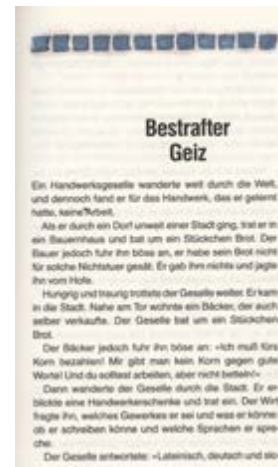 Bestrafter
Geiz
Ein Handwerksgeselle wanderte weit durch die Welt,
und dennoch fand er für das Handwerk, das er gelernt
hatte, keine Arbeit.
Als er durch ein Dorf unweit einer Stadt ging, trat er in
ein Bauernhaus und bat um ein Stückchen Brot. Der
Bauer jedoch fuhr ihn böse an, er habe sein Brot nicht
für solche Nichtstuer gesät. Er gab ihm nichts und jagte
ihn vom Hofe.
Hungrig und traurig trottete der Geselle weiter. Er kam
in die Stadt. Nahe am Tor wohnte ein Bäcker, der auch
selber verkaufte. Der Geselle bat um ein Stückchen
Brot.
Der Bäcker jedoch fuhr ihn böse an: «Ich muß fürs
Korn bezahlen! Mir gibt man kein Korn gegen gute
Worte! Und du solltest arbeiten, aber nicht betteln!»
Dann wanderte der Geselle durch die Stadt. Er er-
blickte eine Handwerkerschenke und trat ein. Der Wirt
fragte ihn, welches Gewerkes er sei und was er könne,
ob er schreiben könne und welche Sprachen er spre-
che.
Der Geselle antwortete: «Lateinisch, deutsch und sie